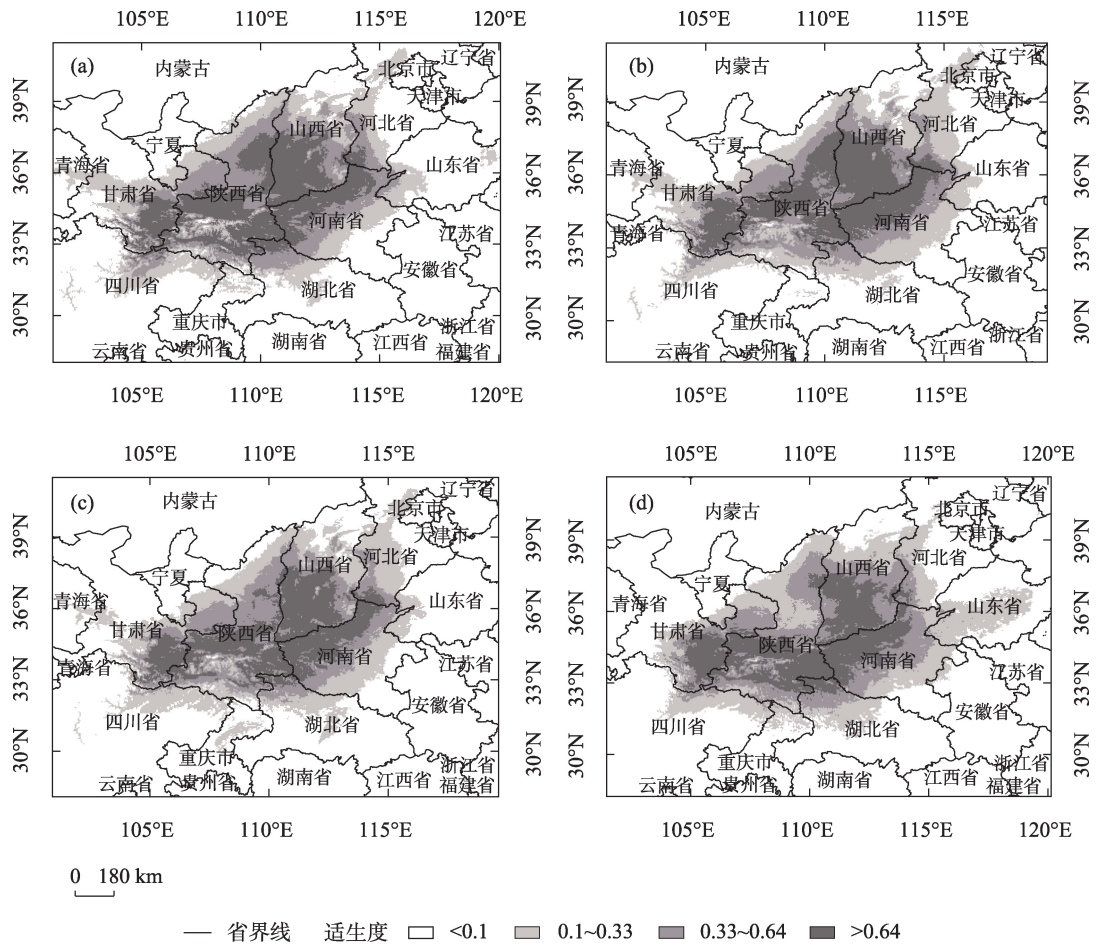 105°E 110°E 115°E 120°E 105°E 110°E 115°E
(a) 内蒙古 辽宁省 北京市 天津市
39°N 山西省 河北省 宁夏
36°N 青海省 山东省 甘肃省 陕西省
33°N 河南省 江苏省 安徽省
四川省 湖北省
30°N 重庆市 浙江省
云南省 贵州省 湖南省 江西省 福建省
(b) 内蒙古 辽宁省 北京市 天津市
39°N 39°N 山西省 河北省 宁夏
36°N 36°N 青海省 山东省 甘肃省 陕西省
33°N 33°N 青海省 河南省 江苏省 安徽省
四川省 湖北省
30°N 30°N 重庆市 浙江省
云南省 贵州省 湖南省 江西省 福建省
105°E 110°E 115°E 120°E 105°E 110°E 115°E
105°E 110°E 115°E 105°E 110°E 115°E 120°E
(c) 内蒙古 辽宁省 北京市 天津市
39°N 山西省 河北省 宁夏
36°N 青海省 山东省 甘肃省 陕西省
33°N 青海省 河南省 江苏省 安徽省
四川省 湖北省
30°N 重庆市 浙江省
云南省 贵州省 湖南省 江西省 福建省
(d) 内蒙古 辽宁省 北京市 天津市
39°N 39°N 山西省 河北省 宁夏
36°N 36°N 青海省 山东省 甘肃省 陕西省
33°N 33°N 河南省 江苏省 安徽省
四川省 湖北省
30°N 30°N 重庆市 浙江省
云南省 贵州省 湖南省 江西省 福建省
105°E 110°E 115°E 105°E 110°E 115°E 120°E
0 180 km
省界线 适生度 <0.1 0.1~0.33 0.33~0.64 >0.64